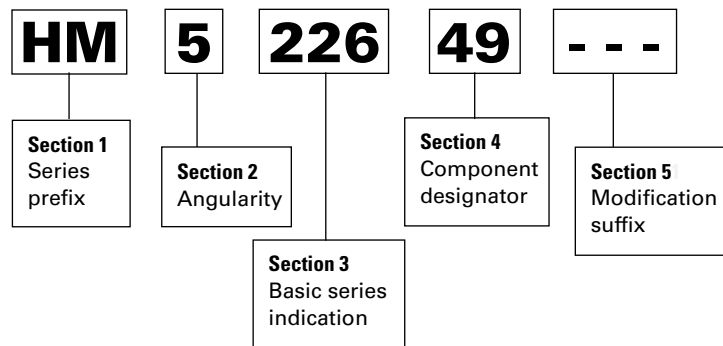 HM 5 226 49 - - -
Section 1
Series
prefix
Section 2
Angularity
Section 3
Basic series
indication
Section 4
Component
designator
Section 5
Modification
suffix